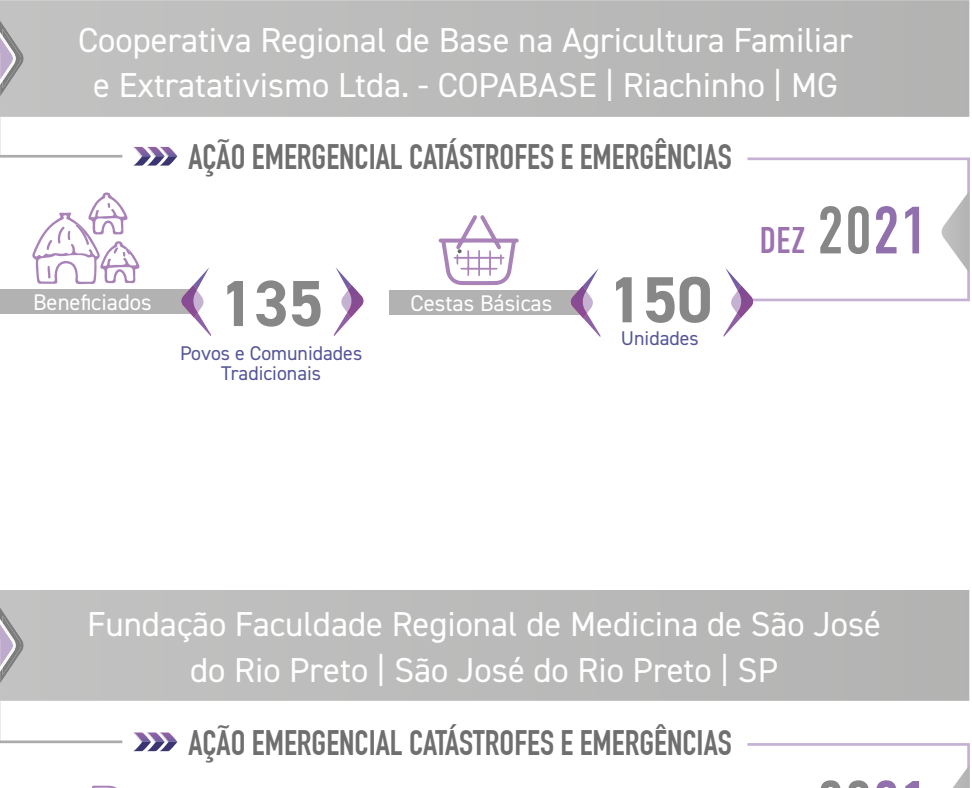 Cooperativa Regional de Base na Agricultura Familiar
e Extratativismo Ltda. - COPABASE | Riachinho | MG
AÇÃO EMERGENCIAL CATÁSTROFES E EMERGÊNCIAS
DEZ 2021
Beneficiados
135
Povos e Comunidades
Tradicionais
Cestas Básicas
150
Unidades
Fundação Faculdade Regional de Medicina de São José
do Rio Preto | São José do Rio Preto | SP
AÇÃO EMERGENCIAL CATÁSTROFES E EMERGÊNCIAS